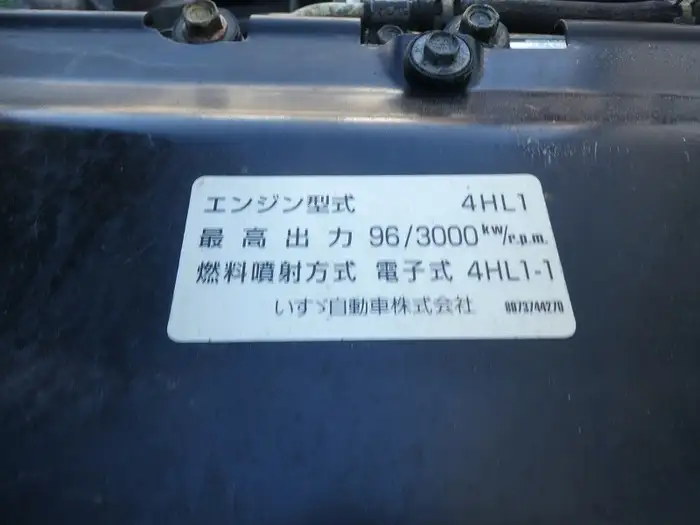 エンジン型式 4HL1
最高出力 96/3000 kw/r.p.m.
燃料噴射方式 電子式 4HL1-1
いすゞ自動車株式会社 8973744270